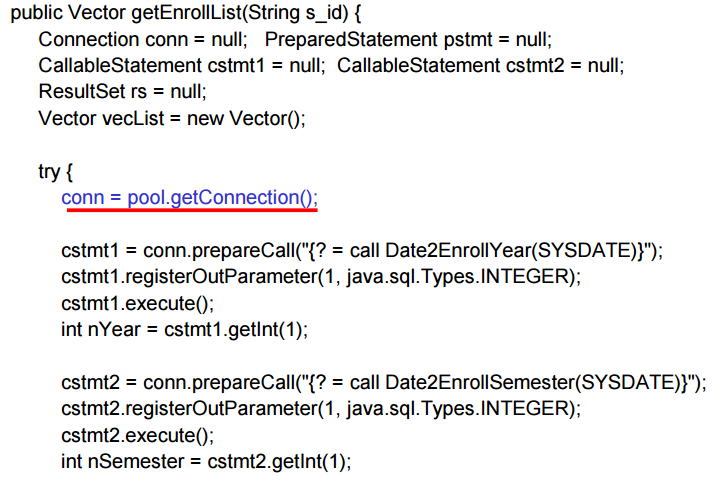 public Vector getEnrollList(String s_id) {
Connection conn = null; PreparedStatement pstmt = null;
CallableStatement cstmt1 = null; CallableStatement cstmt2 = null;
ResultSet rs = null;
Vector vecList = new Vector();
try {
conn = pool.getConnection();
cstmt1 = conn.prepareCall("{? = call Date2EnrollYear(SYSDATE)}");
cstmt1.registerOutParameter(1, java.sql.Types.INTEGER);
cstmt1.execute();
int nYear = cstmt1.getInt(1);
cstmt2 = conn.prepareCall("{? = call Date2EnrollSemester(SYSDATE)}");
cstmt2.registerOutParameter(1, java.sql.Types.INTEGER);
cstmt2.execute();
int nSemester = cstmt2.getInt(1);